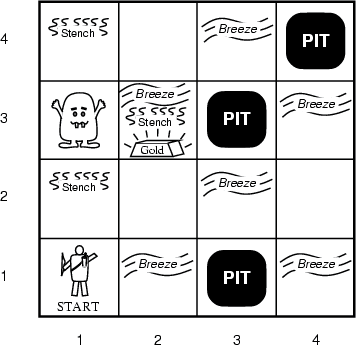 4
Stench
Breeze
PIT
3
Breeze
Stench
Gold
PIT
Breeze
2
Stench
Breeze
1
START
Breeze
PIT
Breeze
1 2 3 4